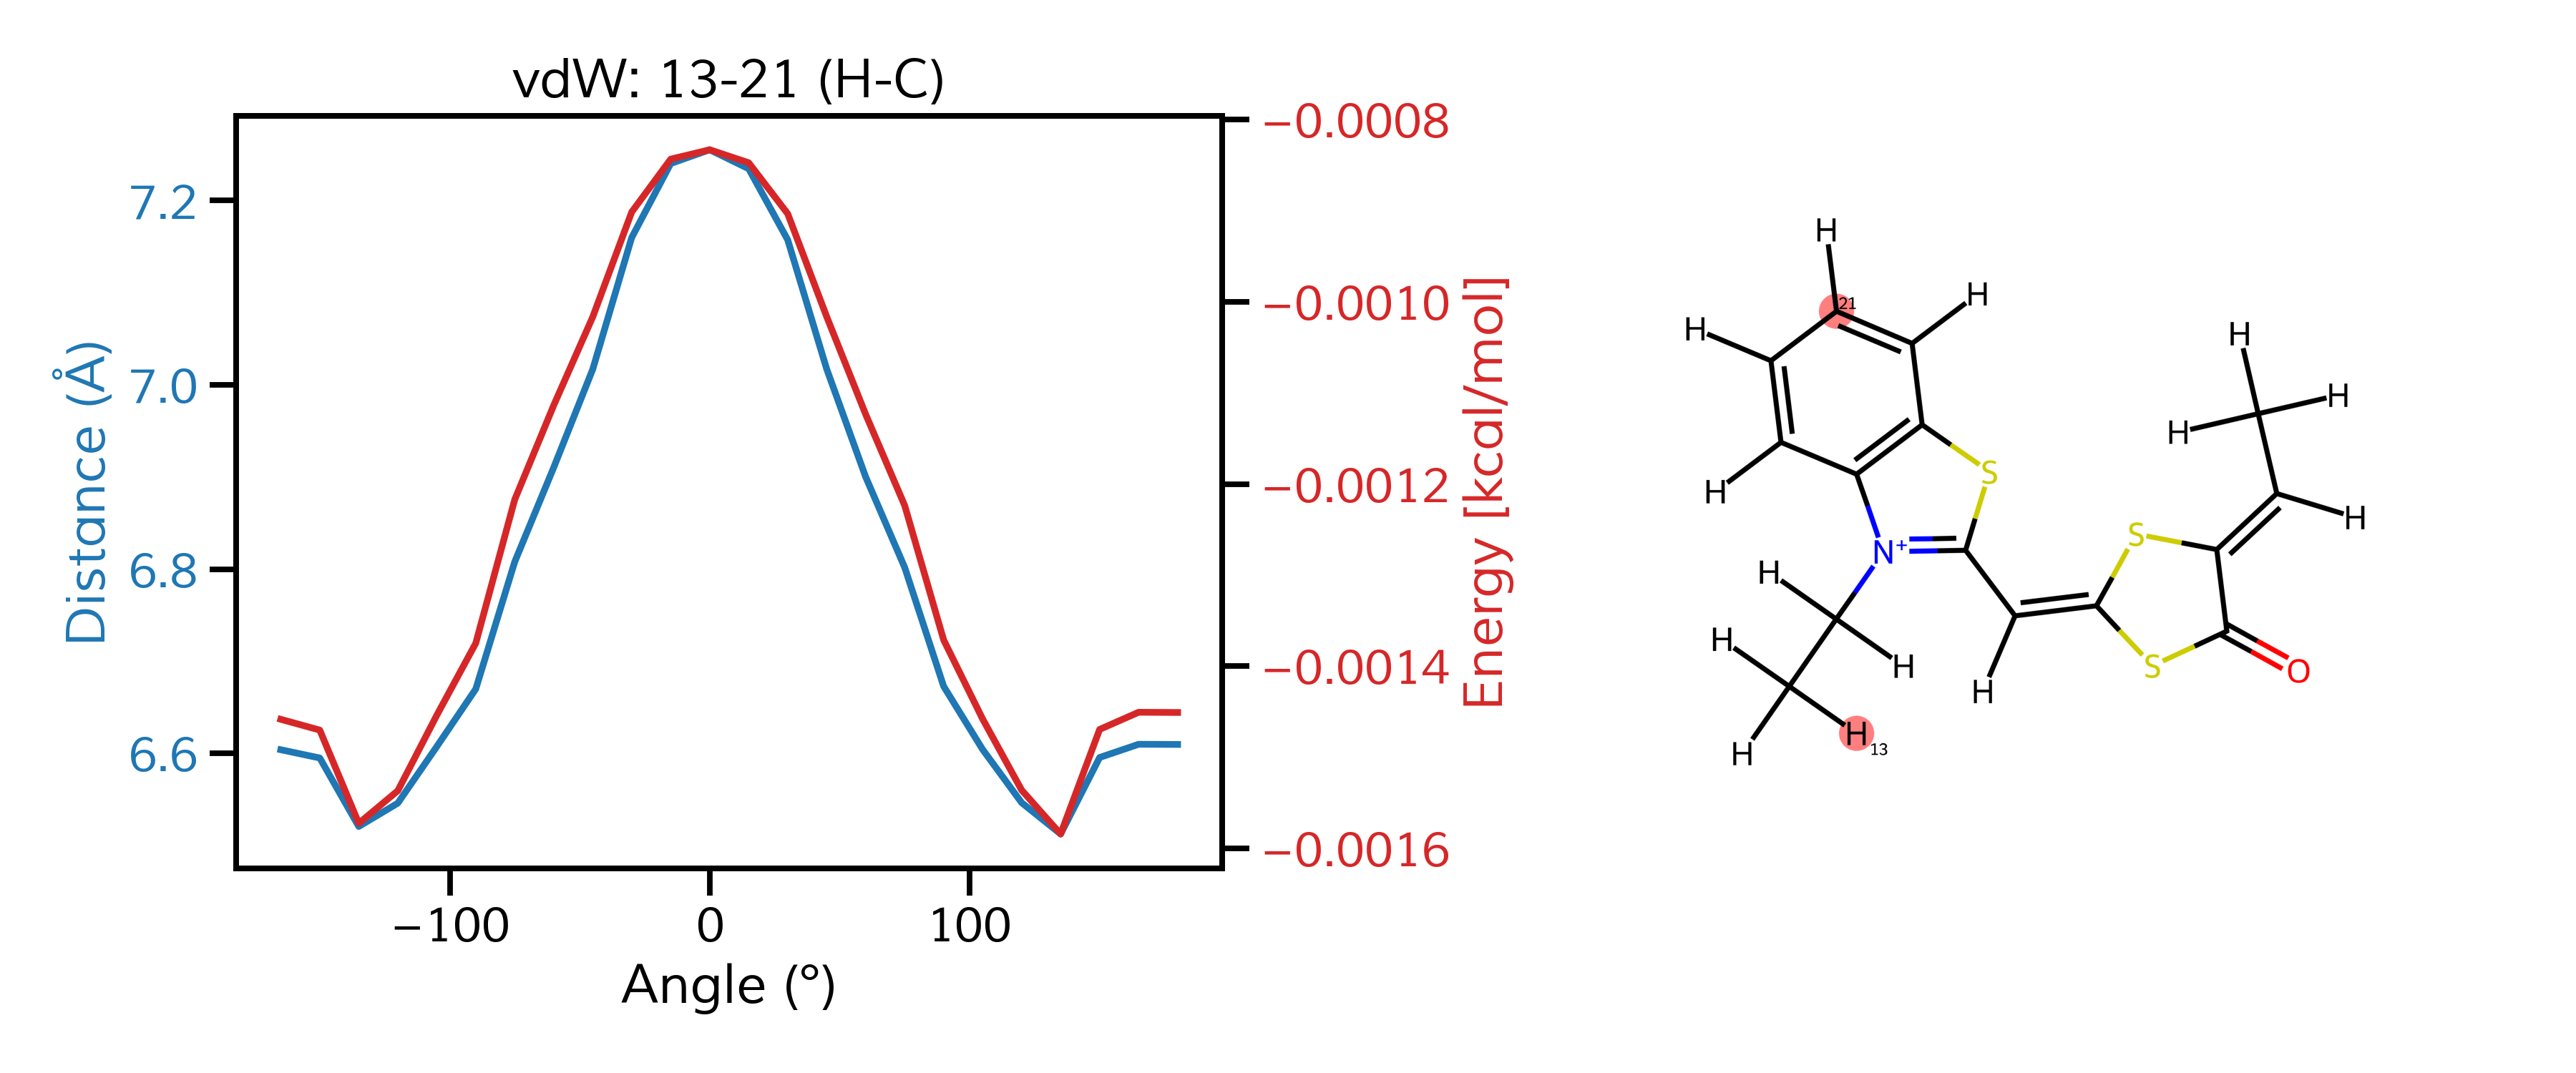 vdW: 13-21 (H-C)
Distance (Å)
7.2
7.0
6.8
6.6
−100
0
100
Angle (°)
−0.0008
−0.0010
−0.0012
−0.0014
−0.0016
Energy [kcal/mol]
H
21
H
H
H
H
H
H
S
H
S
H
N+
H
H
H
S
O
H
H
H
13